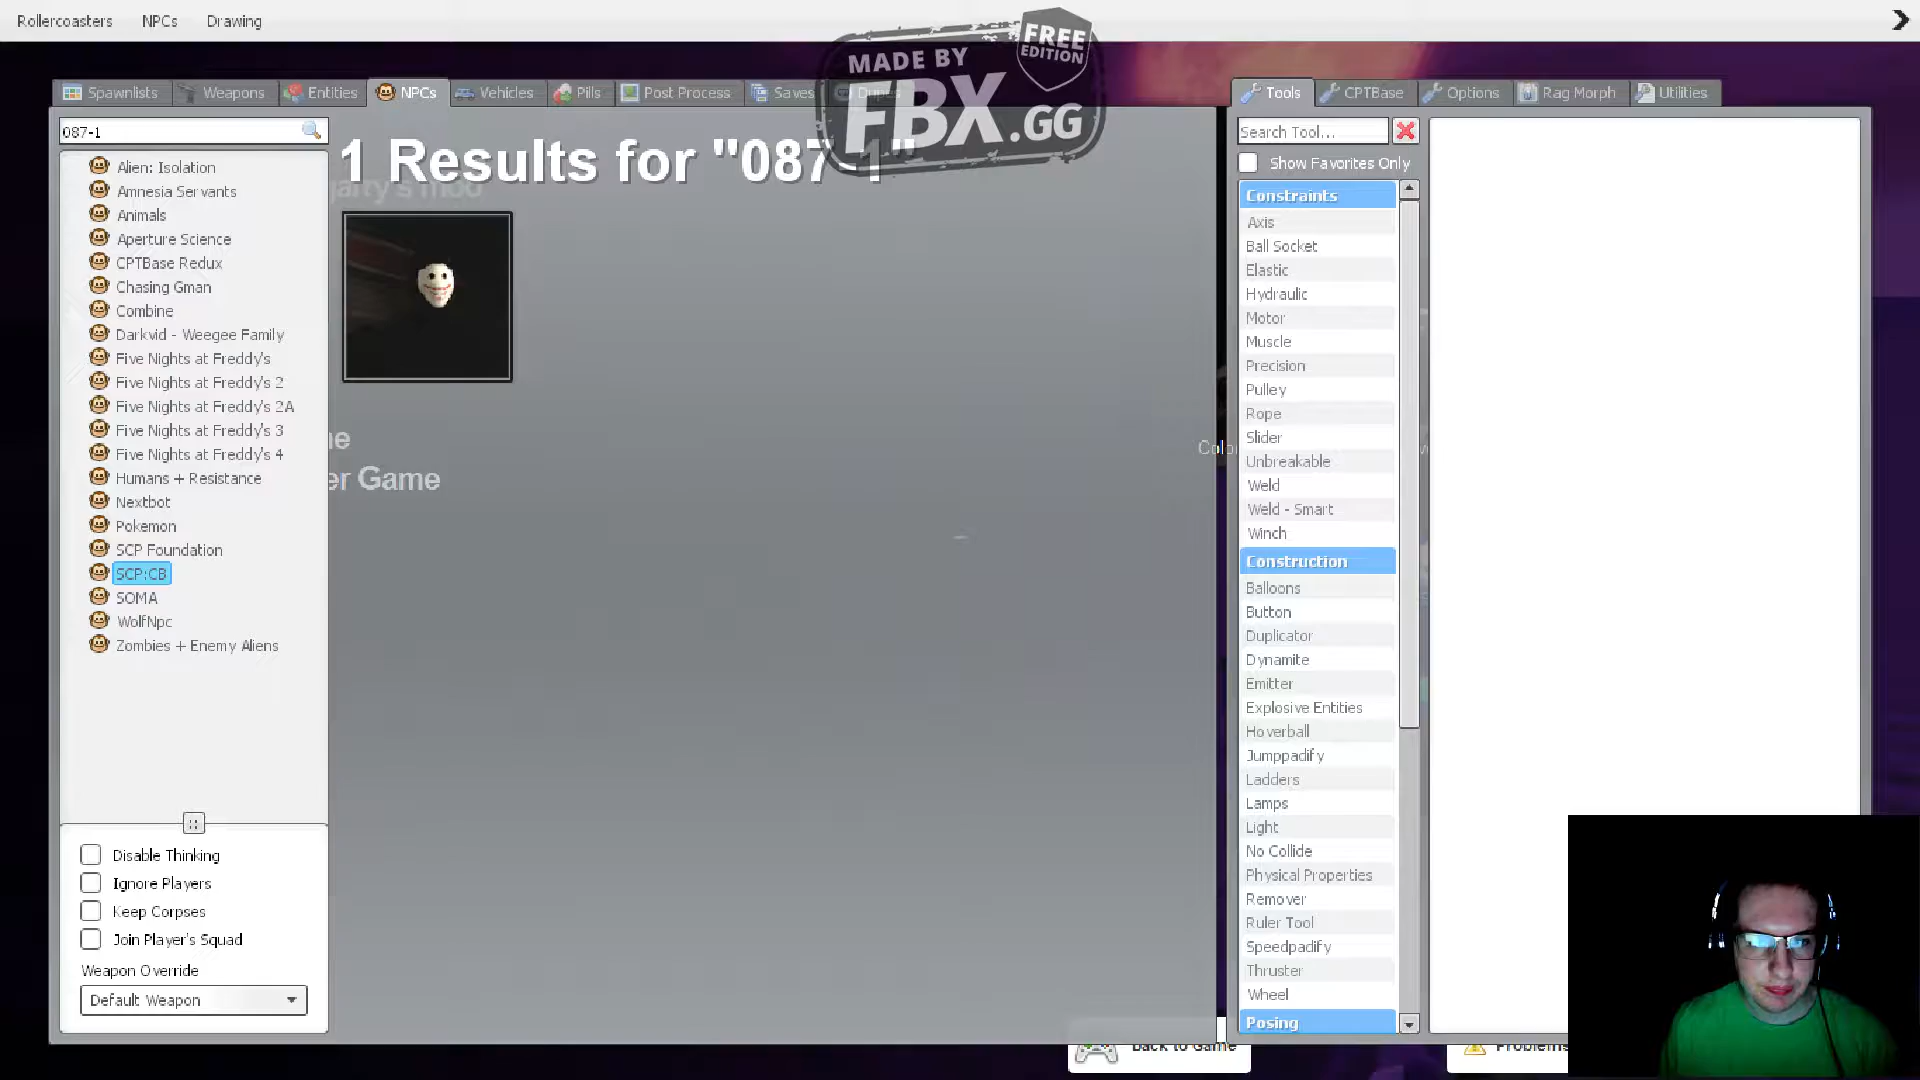 Rollercoasters NPCs Drawing
MADE BY
FREE EDITION
FBX.GG
Spawnlists Weapons Entities NPCs Vehicles Pills Post Process Saves Dupes
Tools CPTBase Options Rag Morph Utilities
087-1
1 Results for "087-1"
garry's mod
Alien: Isolation
Amnesia Servants
Animals
Aperture Science
CPTBase Redux
Chasing Gman
Combine
Darkvid - Weegee Family
Five Nights at Freddy's
Five Nights at Freddy's 2
Five Nights at Freddy's 2A
Five Nights at Freddy's 3
Five Nights at Freddy's 4
Humans + Resistance
Nextbot
Pokemon
SCP Foundation
SCP:CB
SOMA
WolfNpc
Zombies + Enemy Aliens
Disable Thinking
Ignore Players
Keep Corpses
Join Player's Squad
Weapon Override
Default Weapon
er Game
Search Tool...
Show Favorites Only
Constraints
Axis
Ball Socket
Elastic
Hydraulic
Motor
Muscle
Precision
Pulley
Rope
Slider
Unbreakable
Weld
Weld - Smart
Winch
Construction
Balloons
Button
Duplicator
Dynamite
Emitter
Explosive Entities
Hoverball
Jumppadify
Ladders
Lamps
Light
No Collide
Physical Properties
Remover
Ruler Tool
Speedpadify
Thruster
Wheel
Posing
Back to Game
Problems